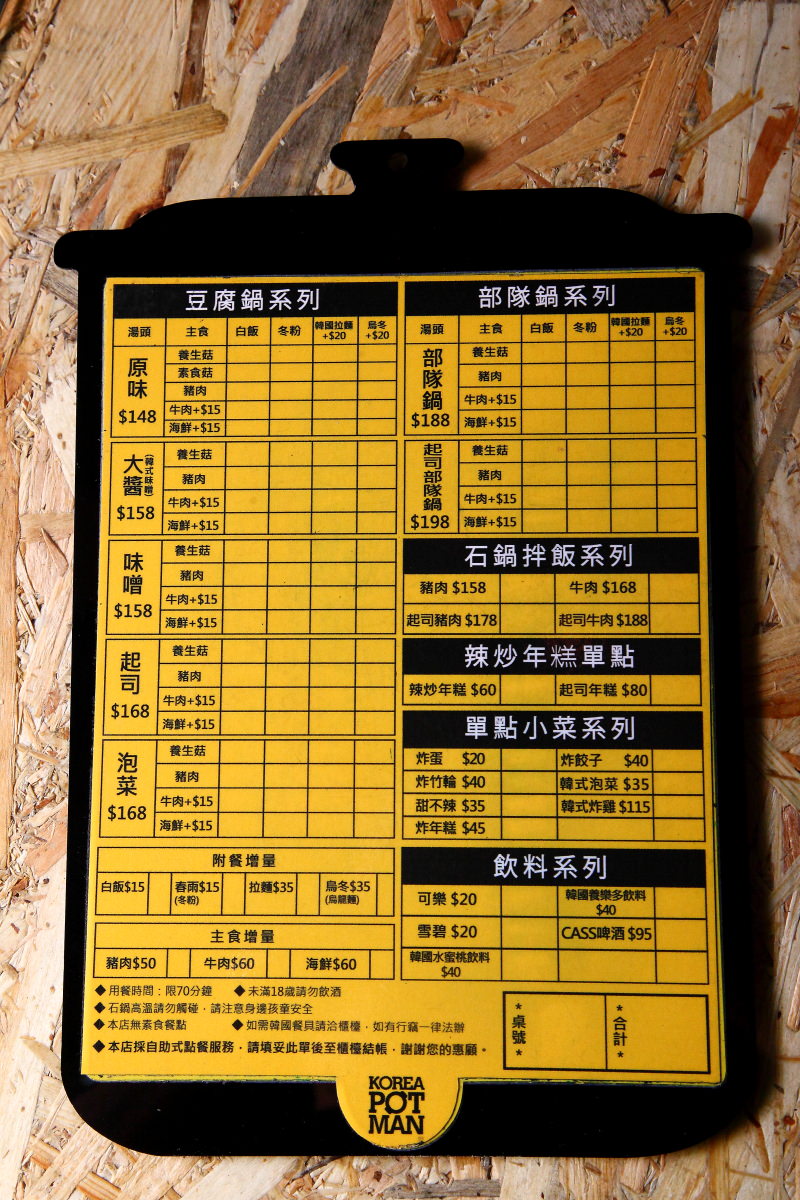 豆腐鍋系列
湯頭 主食 白飯 冬粉 韓國拉麵+$20 烏冬+$20
原味 $148
養生菇
素食菇
豬肉
牛肉+$15
海鮮+$15
大醬(韓式味噌) $158
養生菇
豬肉
牛肉+$15
海鮮+$15
味噌 $158
養生菇
豬肉
牛肉+$15
海鮮+$15
起司 $168
養生菇
豬肉
牛肉+$15
海鮮+$15
泡菜 $168
養生菇
豬肉
牛肉+$15
海鮮+$15
附餐增量
白飯$15 春雨$15(冬粉) 拉麵$35 烏冬$35(烏龍麵)
主食增量
豬肉$50 牛肉$60 海鮮$60
部隊鍋系列
湯頭 主食 白飯 冬粉 韓國拉麵+$20 烏冬+$20
部隊鍋 $188
養生菇
豬肉
牛肉+$15
海鮮+$15
起司部隊鍋 $198
養生菇
豬肉
牛肉+$15
海鮮+$15
石鍋拌飯系列
豬肉 $158 牛肉 $168
起司豬肉 $178 起司牛肉 $188
辣炒年糕單點
辣炒年糕 $60 起司年糕 $80
單點小菜系列
炸蛋 $20 炸餃子 $40
炸竹輪 $40 韓式泡菜 $35
甜不辣 $35 韓式炸雞 $115
炸年糕 $45
飲料系列
可樂 $20 韓國養樂多飲料 $40
雪碧 $20 CASS啤酒 $95
韓國水蜜桃飲料 $40
◆用餐時間：限70分鐘 ◆未滿18歲請勿飲酒
◆石鍋高溫請勿觸碰，請注意身邊孩童安全
◆本店無素食餐點 ◆如需韓國餐具請洽櫃檯，如有行竊一律法辦
◆本店採自助式點餐服務，請填妥此單後至櫃檯結帳，謝謝您的惠顧。
*桌號*
*合計*
KOREA
POT
MAN